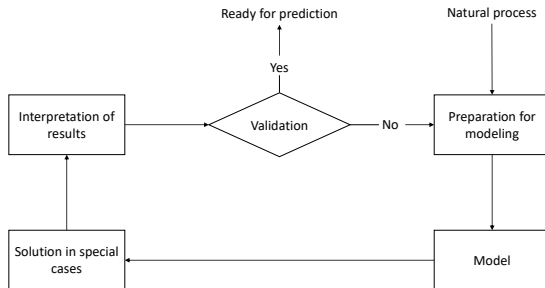 Ready for prediction
Natural process
Yes
Interpretation of
results
Validation
No
Preparation for
modeling
Solution in special
cases
Model